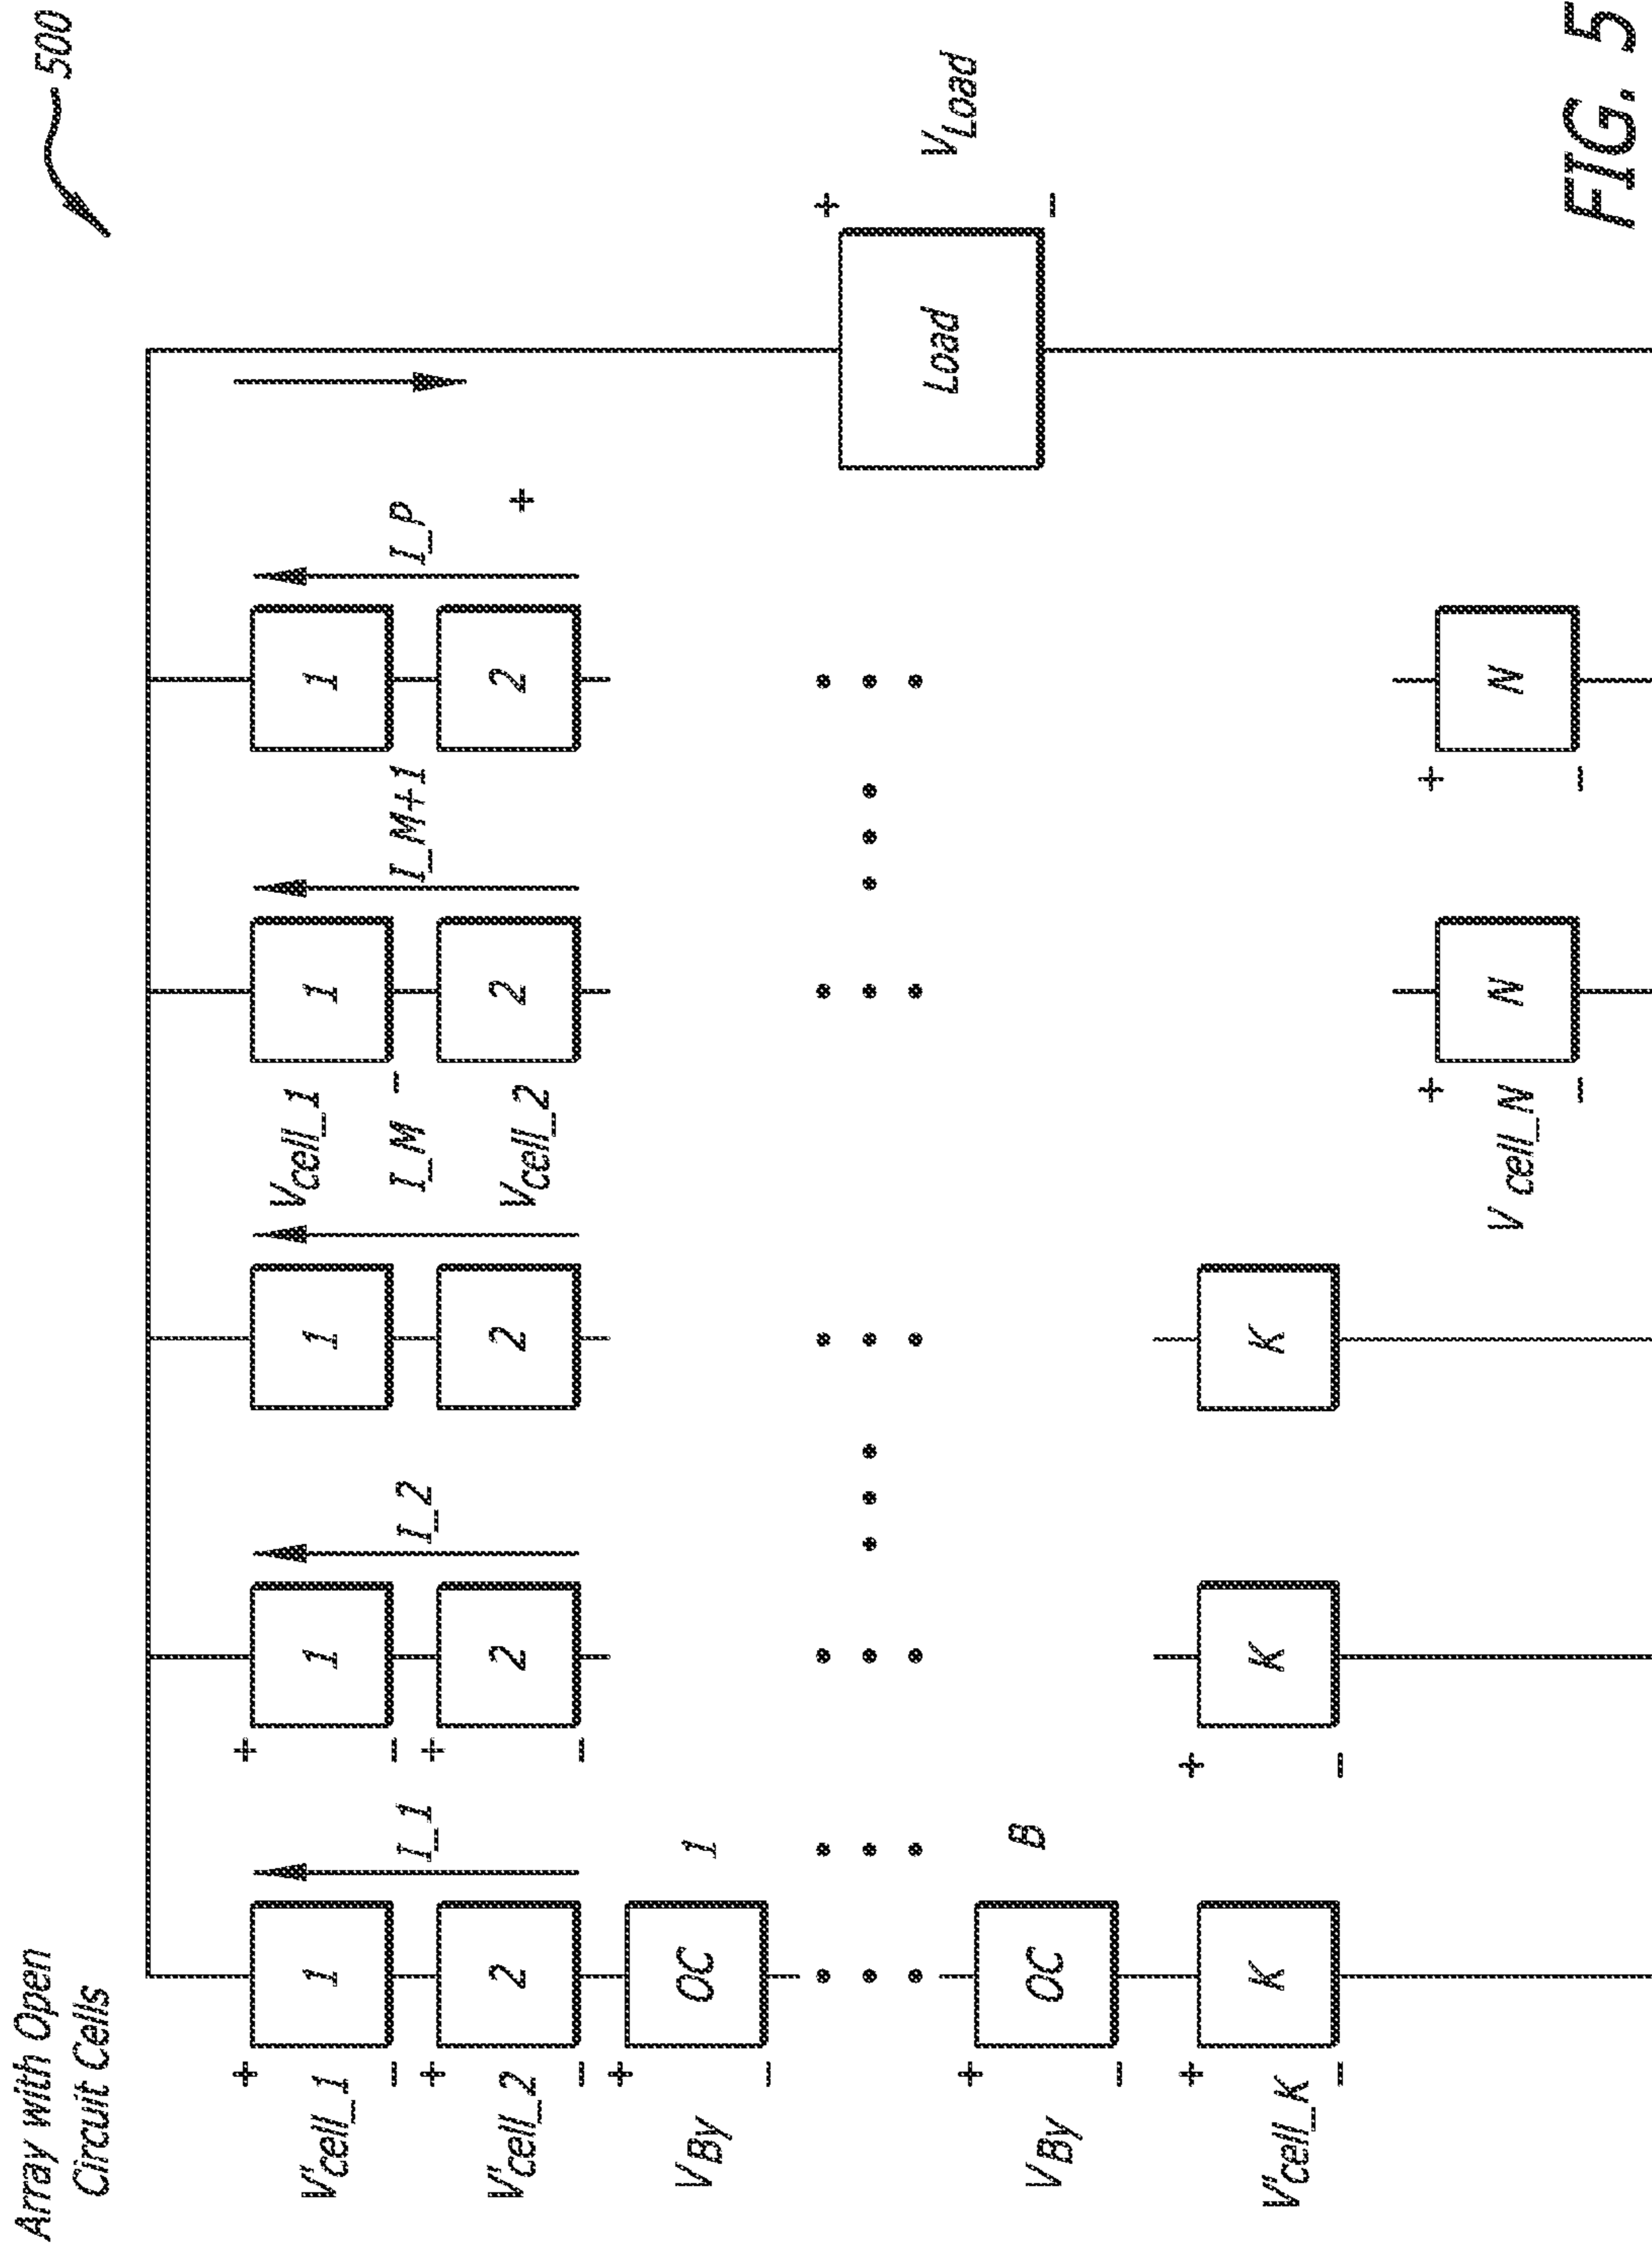 Array with Open
Circuit Cells
500
+ +
V'cell_1 1 1 1 Vcell_1 1 1
- I_1 - I_2 I_M - I_M+1 I_P
+ +
V'cell_2 2 2 2 Vcell_2 2 2 +
- -
+
VBy OC 1
-
+
Load VLoad
-
+
VBy OC B
-
+ +
V'cell_K K K K
- -
+ +
V cell_N N N
- -
FIG. 5